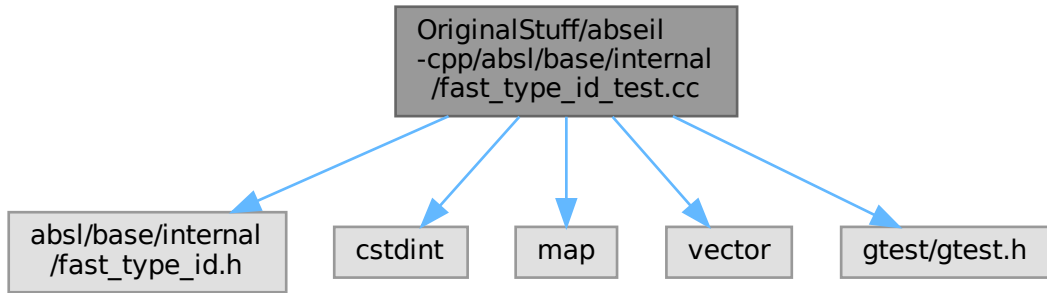 OriginalStuff/abseil
-cpp/absl/base/internal
/fast_type_id_test.cc
absl/base/internal
/fast_type_id.h
cstdint
map
vector
gtest/gtest.h